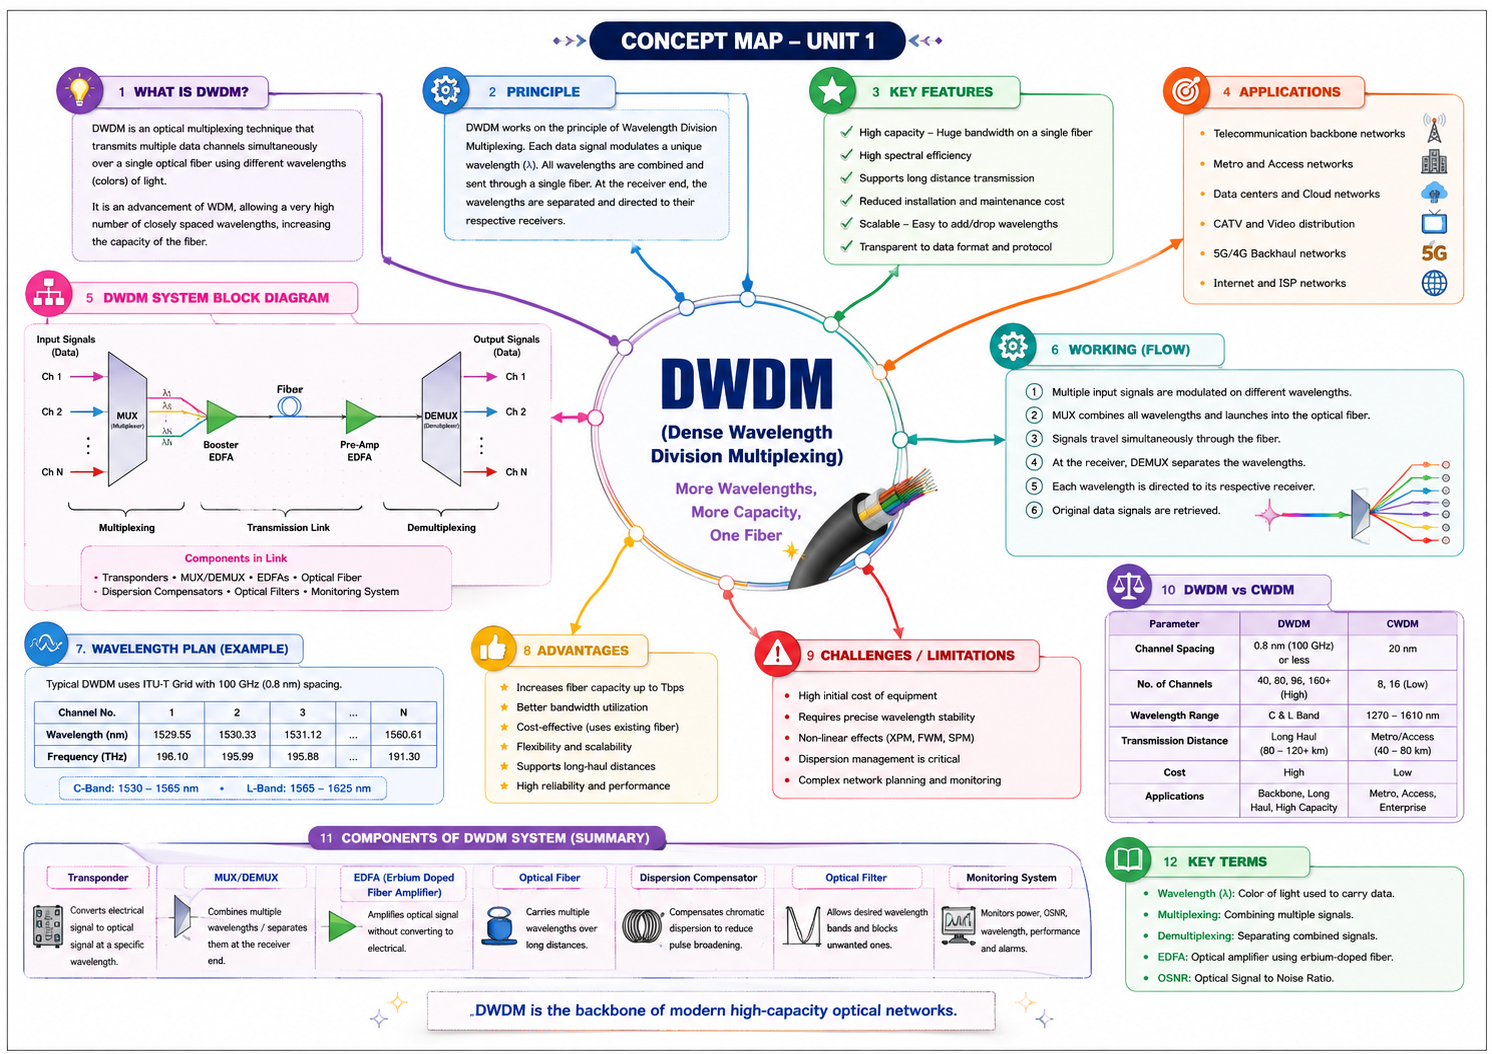 CONCEPT MAP – UNIT 1
1 WHAT IS DWDM?
DWDM is an optical multiplexing technique that
transmits multiple data channels simultaneously
over a single optical fiber using different wavelengths
(colors) of light.
It is an advancement of WDM, allowing a very high
number of closely spaced wavelengths, increasing
the capacity of the fiber.
2 PRINCIPLE
DWDM works on the principle of Wavelength Division
Multiplexing. Each data signal modulates a unique
wavelength (λ). All wavelengths are combined and
sent through a single fiber. At the receiver end, the
wavelengths are separated and directed to their
respective receivers.
3 KEY FEATURES
High capacity – Huge bandwidth on a single fiber
High spectral efficiency
Supports long distance transmission
Reduced installation and maintenance cost
Scalable – Easy to add/drop wavelengths
Transparent to data format and protocol
4 APPLICATIONS
• Telecommunication backbone networks
• Metro and Access networks
• Data centers and Cloud networks
• CATV and Video distribution
• 5G/4G Backhaul networks
5G
• Internet and ISP networks
5 DWDM SYSTEM BLOCK DIAGRAM
Input Signals
(Data)
Ch 1
Ch 2
⋮
Ch N
MUX
(Multiplexer)
Booster
EDFA
Fiber
Pre-Amp
EDFA
DEMUX
Output Signals
(Data)
Ch 1
Ch 2
⋮
Ch N
Multiplexing
Transmission Link
Demultiplexing
Components in Link
• Transponders • MUX/DEMUX • EDFAs • Optical Fiber
• Dispersion Compensators • Optical Filters • Monitoring System
DWDM
(Dense Wavelength
Division Multiplexing)
More Wavelengths,
More Capacity,
One Fiber
6 WORKING (FLOW)
1 Multiple input signals are modulated on different wavelengths.
2 MUX combines all wavelengths and launches into the optical fiber.
3 Signals travel simultaneously through the fiber.
4 At the receiver, DEMUX separates the wavelengths.
5 Each wavelength is directed to its respective receiver.
6 Original data signals are retrieved.
7. WAVELENGTH PLAN (EXAMPLE)
Typical DWDM uses ITU-T Grid with 100 GHz (0.8 nm) spacing.
Channel No. 1 2 3 ... N
Wavelength (nm) 1529.55 1530.33 1531.12 ... 1560.61
Frequency (THz) 196.10 195.99 195.88 ... 191.30
C-Band: 1530 – 1565 nm • L-Band: 1565 – 1625 nm
8 ADVANTAGES
Increases fiber capacity up to Tbps
Better bandwidth utilization
Cost-effective (uses existing fiber)
Flexibility and scalability
Supports long-haul distances
High reliability and performance
9 CHALLENGES / LIMITATIONS
• High initial cost of equipment
• Requires precise wavelength stability
• Non-linear effects (XPM, FWM, SPM)
• Dispersion management is critical
• Complex network planning and monitoring
10 DWDM vs CWDM
Parameter DWDM CWDM
Channel Spacing 0.8 nm (100 GHz) or less 20 nm
No. of Channels 40, 80, 96, 160+ (High) 8, 16 (Low)
Wavelength Range C & L Band 1270 – 1610 nm
Transmission Distance Long Haul (80 – 120+ km) Metro/Access (40 – 80 km)
Cost High Low
Applications Backbone, Long Haul, High Capacity Metro, Access, Enterprise
11 COMPONENTS OF DWDM SYSTEM (SUMMARY)
Transponder
Converts electrical
signal to optical
signal at a specific
wavelength.
MUX/DEMUX
Combines multiple
wavelengths / separates
them at the receiver
end.
EDFA (Erbium Doped
Fiber Amplifier)
Amplifies optical signal
without converting to
electrical.
Optical Fiber
Carries multiple
wavelengths over
long distances.
Dispersion Compensator
Compensates chromatic
dispersion to reduce
pulse broadening.
Optical Filter
Allows desired wavelength
bands and blocks
unwanted ones.
Monitoring System
Monitors power, OSNR,
wavelength, performance
and alarms.
12 KEY TERMS
• Wavelength (λ): Color of light used to carry data.
• Multiplexing: Combining multiple signals.
• Demultiplexing: Separating combined signals.
• EDFA: Optical amplifier using erbium-doped fiber.
• OSNR: Optical Signal to Noise Ratio.
DWDM is the backbone of modern high-capacity optical networks.